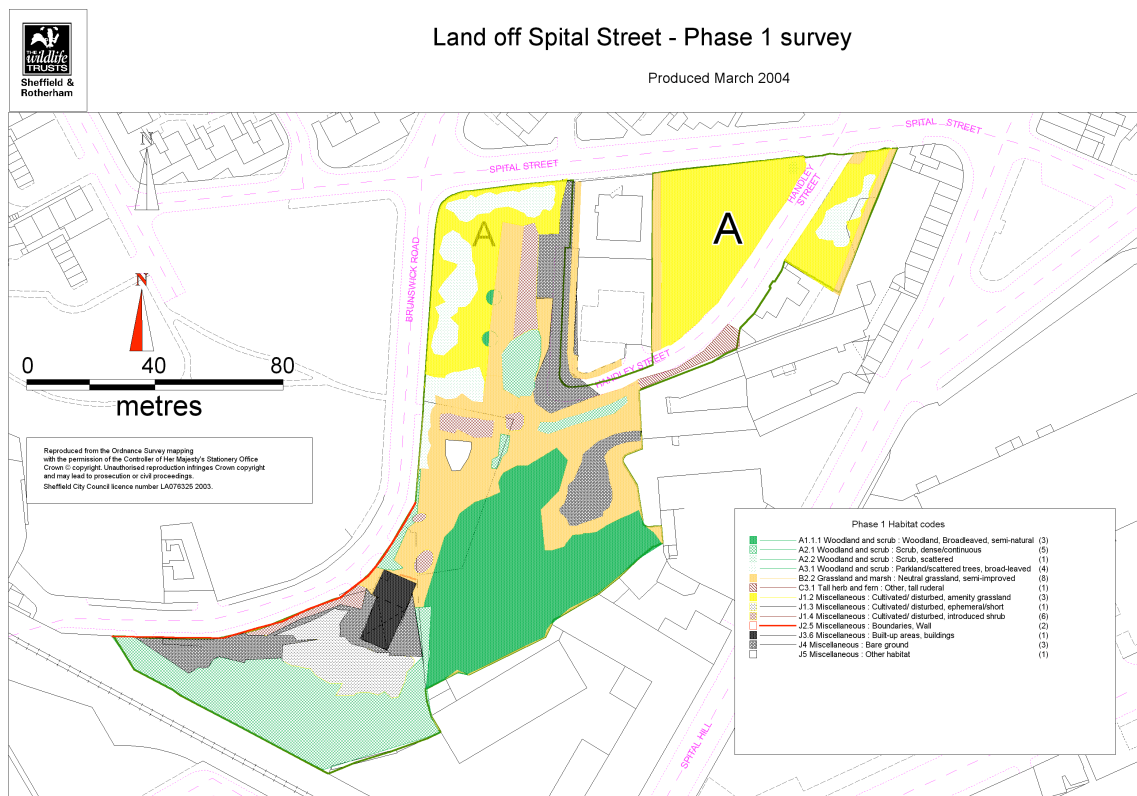 THE
wildlife
TRUSTS
Sheffield &
Rotherham
Land off Spital Street - Phase 1 survey
Produced March 2004
SPITAL STREET
SPITAL STREET
N
HANDLEY
STREET
A
A
BRUNSWICK ROAD
N
0 40 80
metres
HANDLEY STREET
Reproduced from the Ordnance Survey mapping
with the permission of the Controller of Her Majesty's Stationery Office
Crown © copyright. Unauthorised reproduction infringes Crown copyright
and may lead to prosecution or civil proceedings.
Sheffield City Council licence number LA076325 2003.
Phase 1 Habitat codes
A1.1.1 Woodland and scrub : Woodland, Broadleaved, semi-natural (3)
A2.1 Woodland and scrub : Scrub, dense/continuous (5)
A2.2 Woodland and scrub : Scrub, scattered (1)
A3.1 Woodland and scrub : Parkland/scattered trees, broad-leaved (4)
B2.2 Grassland and marsh : Neutral grassland, semi-improved (8)
C3.1 Tall herb and fern : Other, tall ruderal (1)
J1.2 Miscellaneous : Cultivated/ disturbed, amenity grassland (3)
J1.3 Miscellaneous : Cultivated/ disturbed, ephemeral/short (1)
J1.4 Miscellaneous : Cultivated/ disturbed, introduced shrub (6)
J2.5 Miscellaneous : Boundaries, Wall (2)
J3.6 Miscellaneous : Built-up areas, buildings (1)
J4 Miscellaneous : Bare ground (3)
J5 Miscellaneous : Other habitat (1)
SPITAL HILL